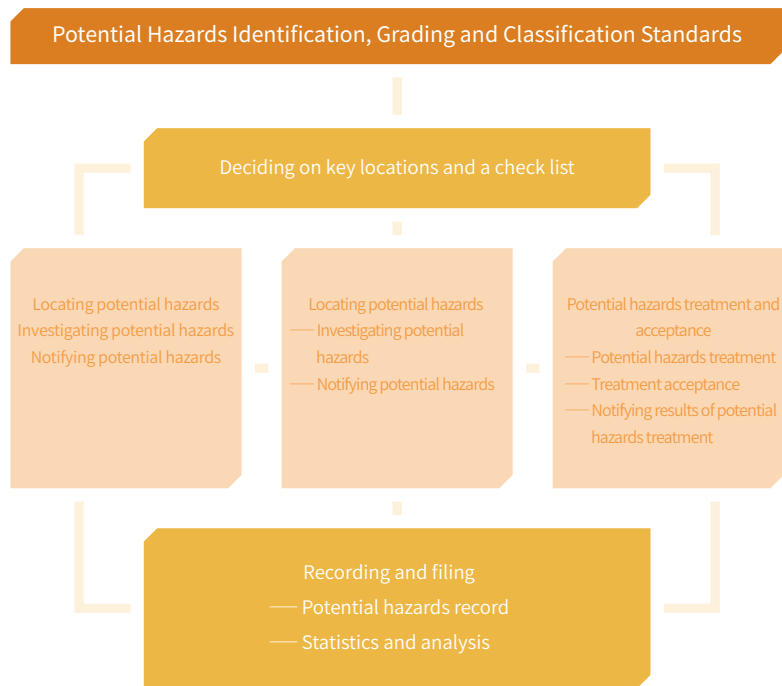 Potential Hazards Identification, Grading and Classification Standards
Deciding on key locations and a check list
Locating potential hazards
Investigating potential hazards
Notifying potential hazards
Locating potential hazards
— Investigating potential
hazards
— Notifying potential hazards
Potential hazards treatment and
acceptance
— Potential hazards treatment
— Treatment acceptance
— Notifying results of potential
hazards treatment
Recording and filing
— Potential hazards record
— Statistics and analysis